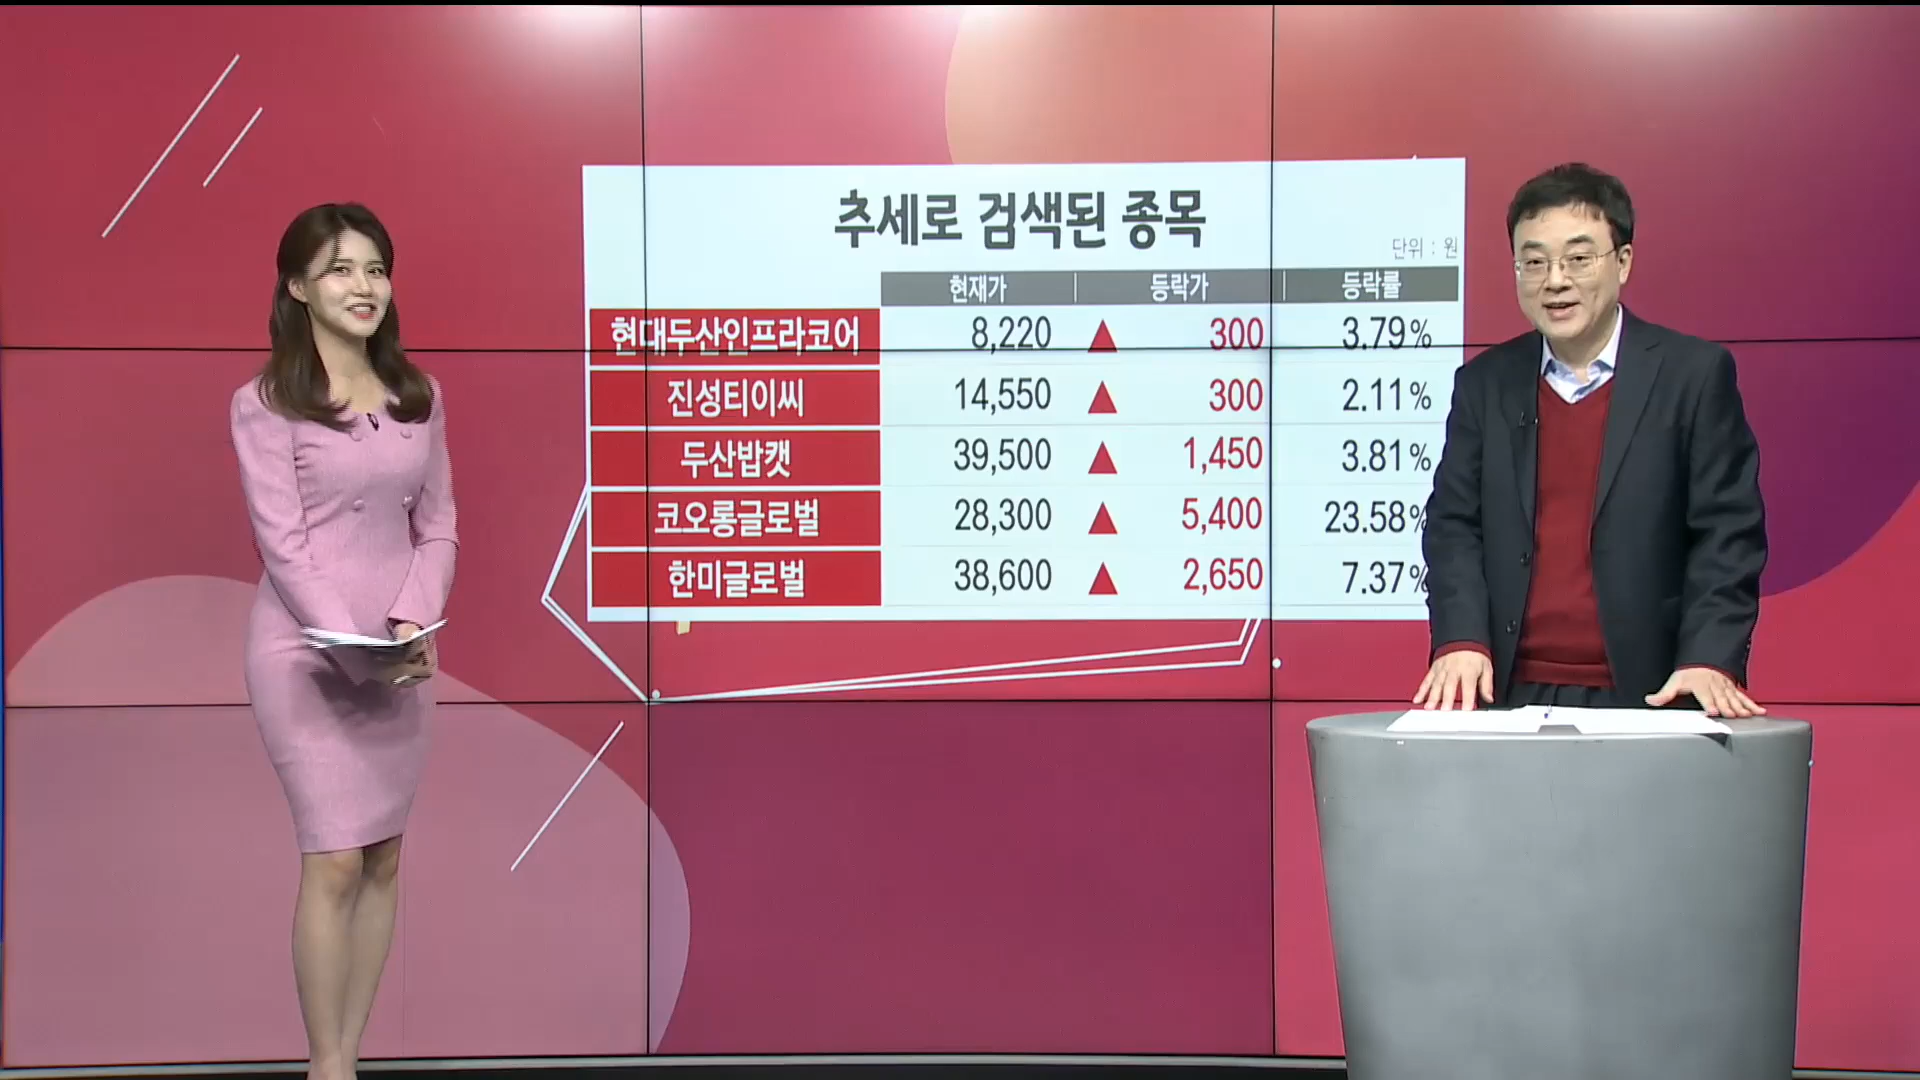 추세로 검색된 종목
단위 : 원
현재가 등락가 등락률
현대두산인프라코어 8,220 ▲ 300 3.79%
진성티이씨 14,550 ▲ 300 2.11%
두산밥캣 39,500 ▲ 1,450 3.81%
코오롱글로벌 28,300 ▲ 5,400 23.58%
한미글로벌 38,600 ▲ 2,650 7.37%